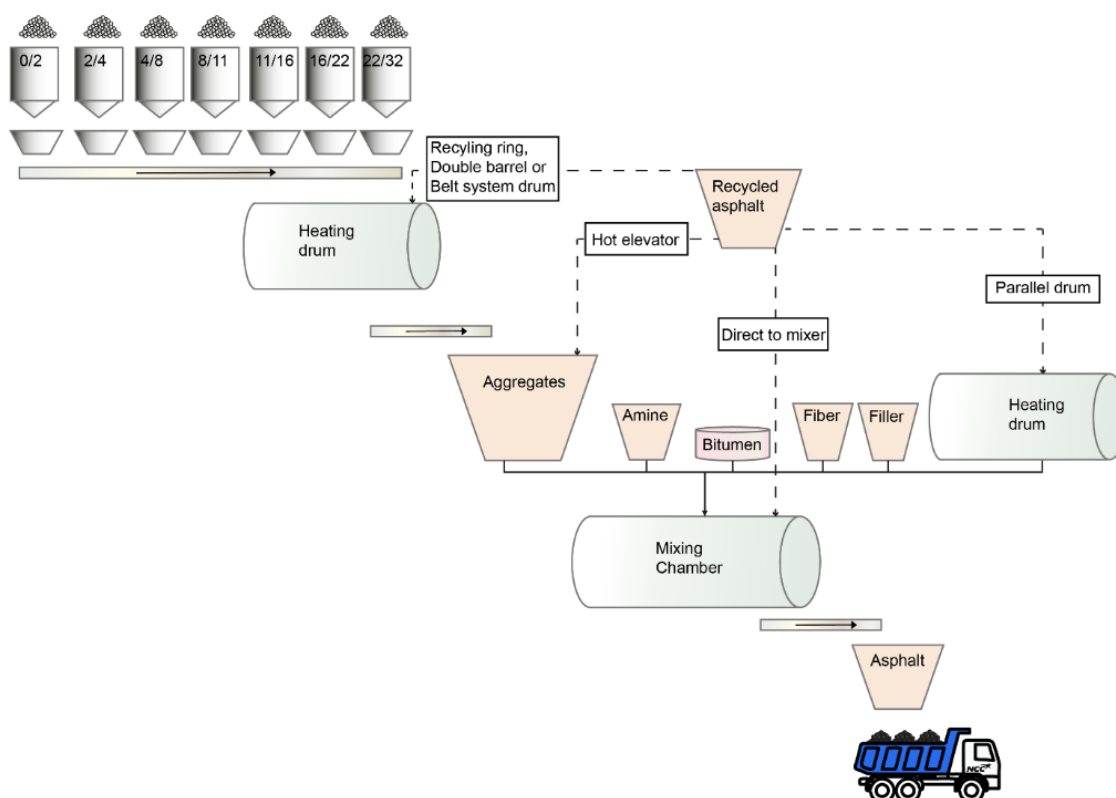 0/2
2/4
4/8
8/11
11/16
16/22
22/32
Recyling ring,
Double barrel or
Belt system drum
Recycled
asphalt
Heating
drum
Hot elevator
Parallel drum
Direct to mixer
Aggregates
Amine
Bitumen
Fiber
Filler
Heating
drum
Mixing
Chamber
Asphalt
NCC